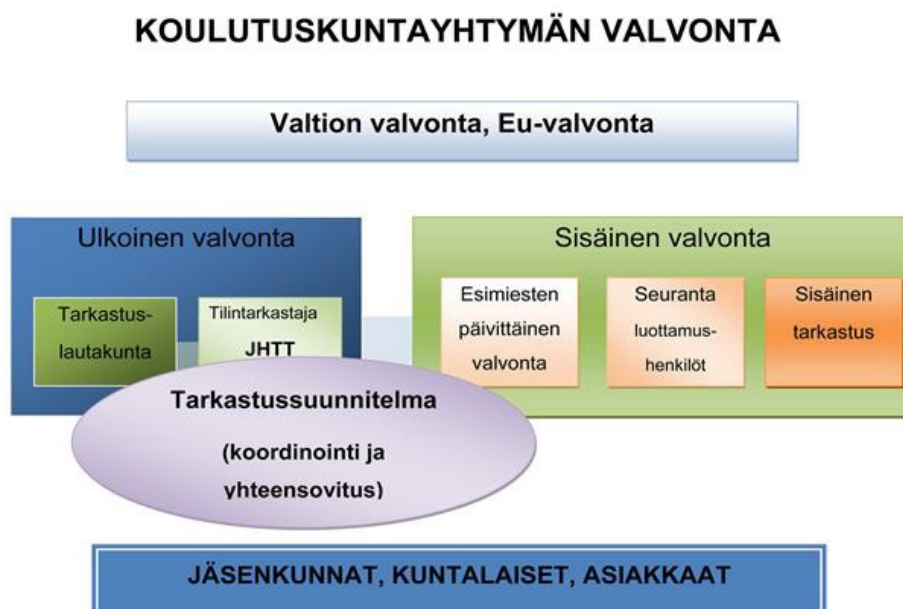 KOULUTUSKUNTAYHTYMÄN VALVONTA
Valtion valvonta, Eu-valvonta
Ulkoinen valvonta
Tarkastus-
lautakunta
Tilintarkastaja
JHTT
Sisäinen valvonta
Esimiesten
päivittäinen
valvonta
Seuranta
luottamus-
henkilöt
Sisäinen
tarkastus
Tarkastussuunnitelma
(koordinointi ja
yhteensovitus)
JÄSENKUNNAT, KUNTALAISET, ASIAKKAAT